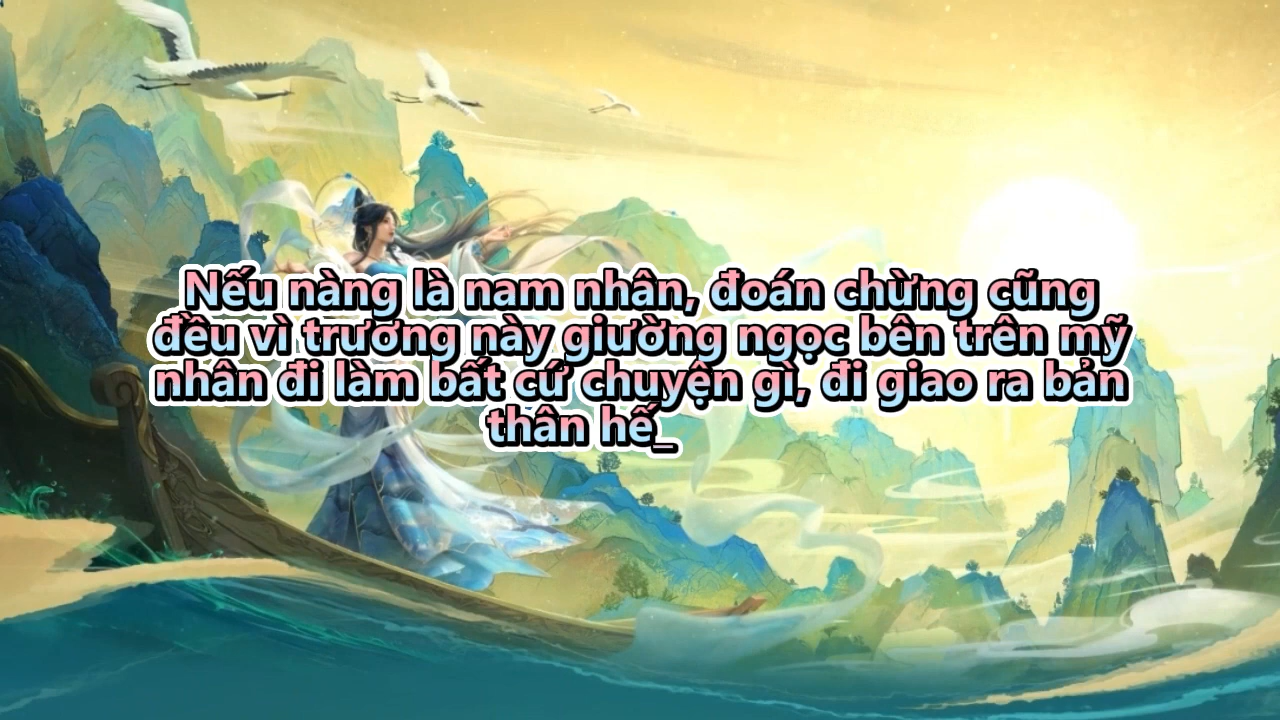 Nếu nàng là nam nhân, đoán chừng cũng
đều vì trương này giường ngọc bên trên mỹ
nhân đi làm bất cứ chuyện gì, đi giao ra bản
thân hế_